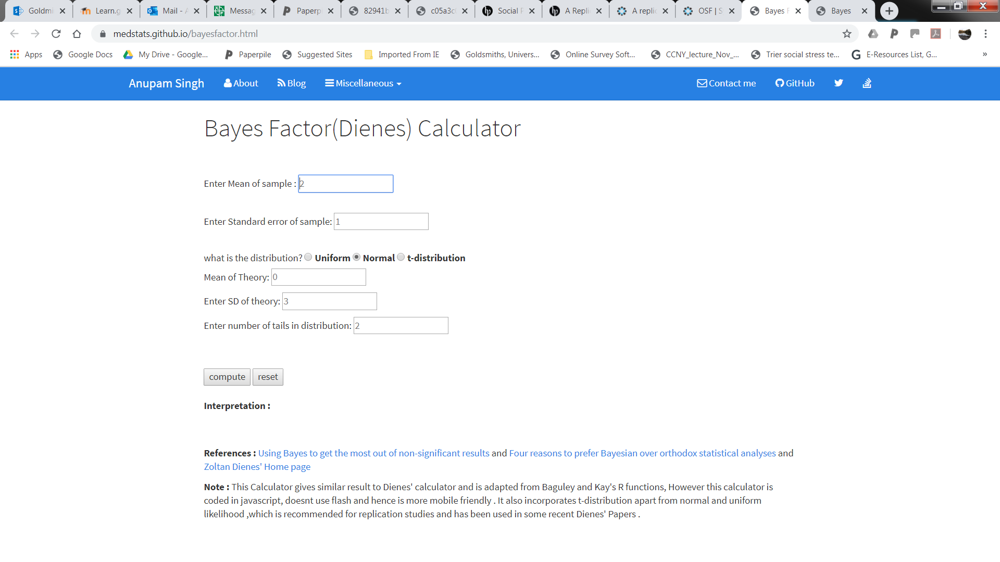 Goldmi
Learn.g
Mail - A
Messag
Paperpi
82941b
c05a3c
Social P
A Repli
A replic
OSF | S
Bayes F
Bayes
medstats.github.io/bayesfactor.html
Apps
Google Docs
My Drive - Google...
Paperpile
Suggested Sites
Imported From IE
Goldsmiths, Univers...
Online Survey Soft...
CCNY_lecture_Nov_...
Trier social stress te...
E-Resources List, G...
»
Anupam Singh
About
Blog
Miscellaneous
Contact me
GitHub
Bayes Factor(Dienes) Calculator
Enter Mean of sample : 2
Enter Standard error of sample: 1
what is the distribution? Uniform Normal t-distribution
Mean of Theory: 0
Enter SD of theory: 3
Enter number of tails in distribution: 2
compute reset
Interpretation :
References : Using Bayes to get the most out of non-significant results and Four reasons to prefer Bayesian over orthodox statistical analyses and
Zoltan Dienes' Home page
Note : This Calculator gives similar result to Dienes' calculator and is adapted from Baguley and Kay's R functions, However this calculator is
coded in javascript, doesnt use flash and hence is more mobile friendly . It also incorporates t-distribution apart from normal and uniform
likelihood ,which is recommended for replication studies and has been used in some recent Dienes' Papers .